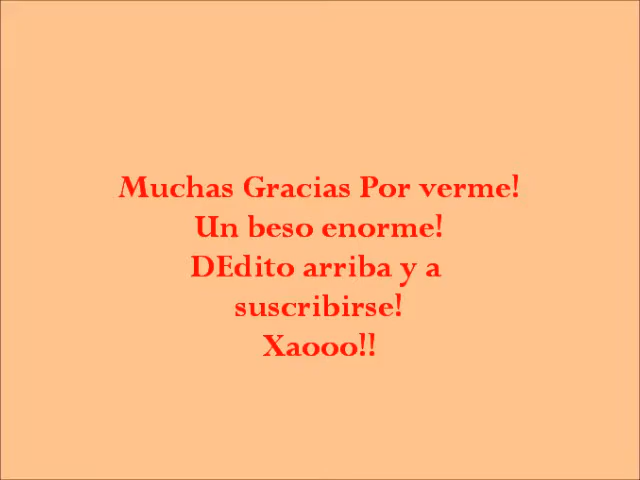 Muchas Gracias Por verme!
Un beso enorme!
DEdito arriba y a
suscribirse!
Xaooo!!